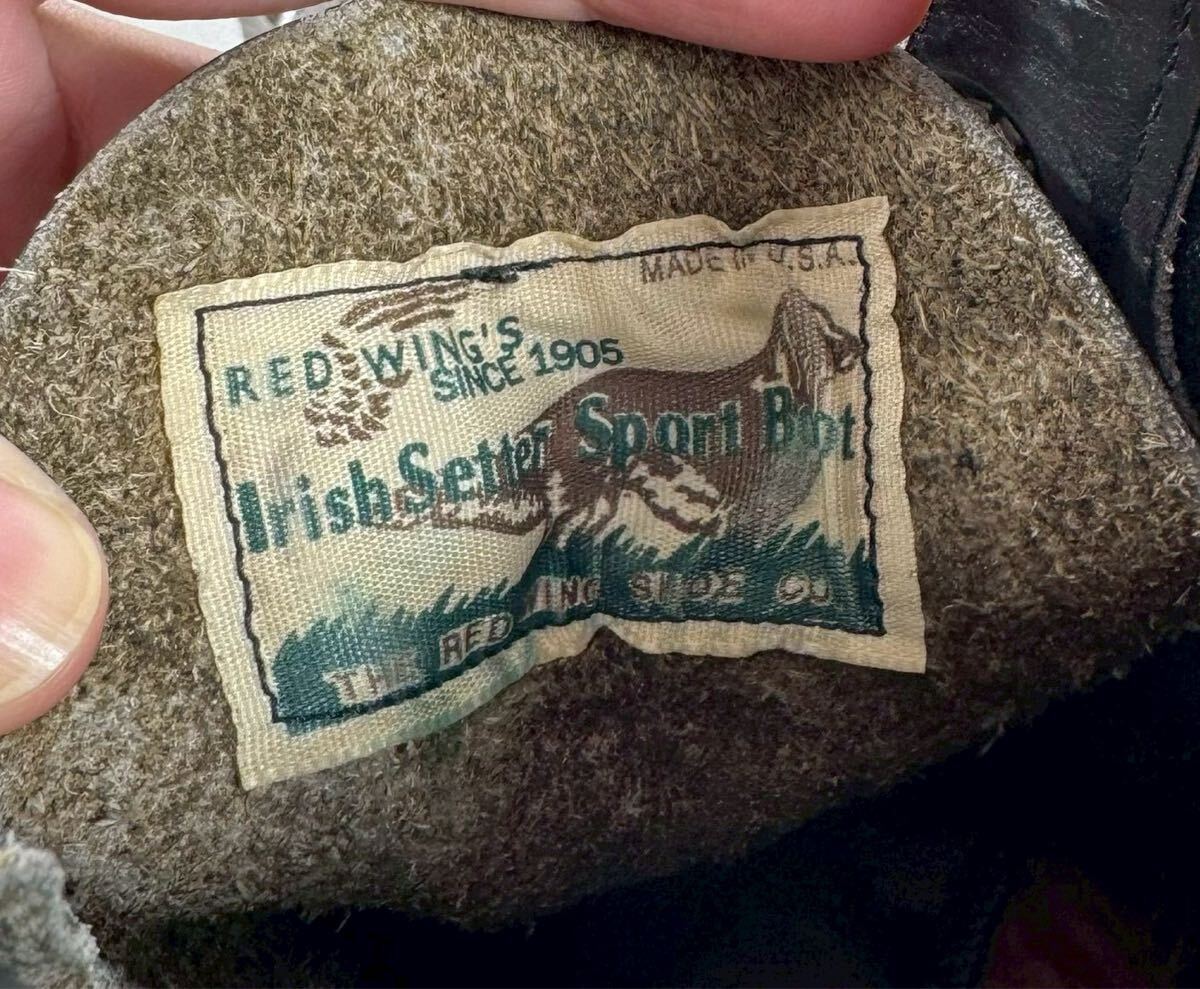 MADE IN U.S.A.
RED WING'S
SINCE 1905
Irish Setter Sport Boot
THE RED WING SHOE CO